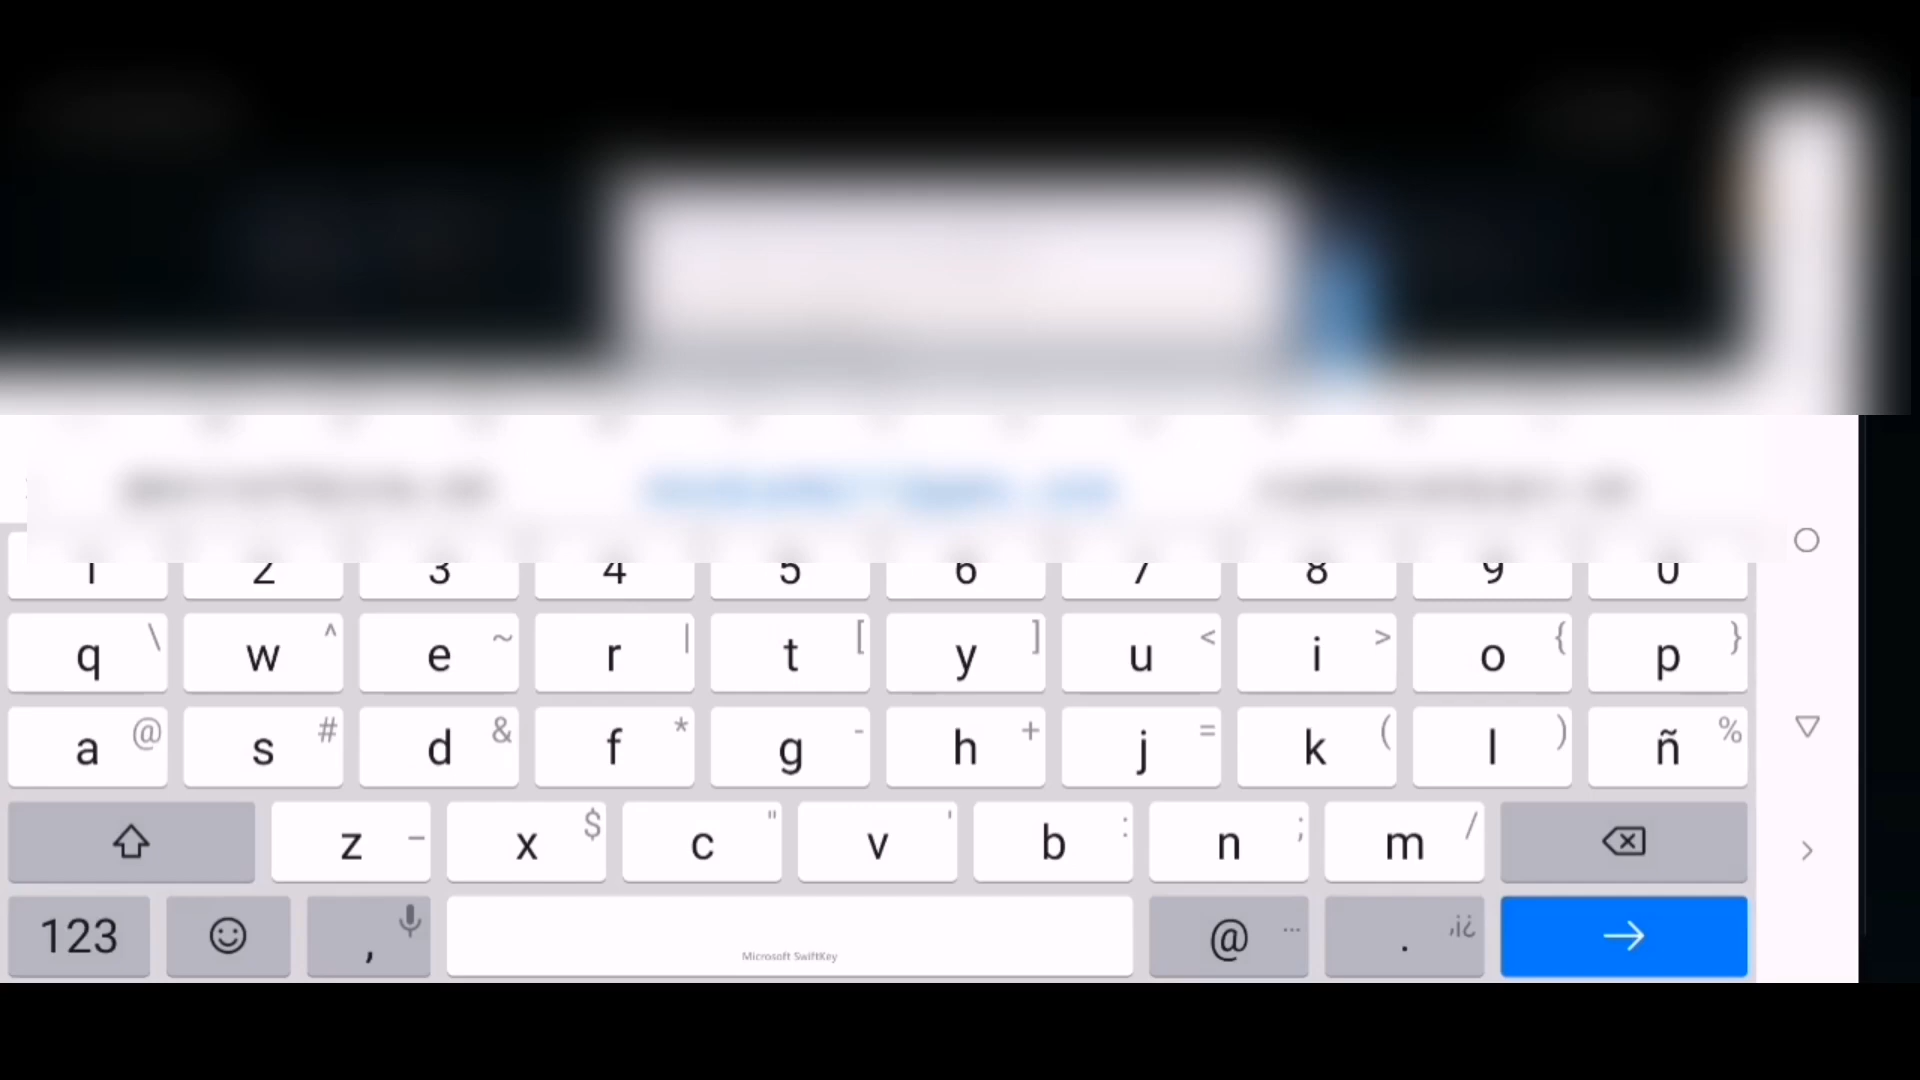 1 2 3 4 5 6 7 8 9 0
q \ w ^ e ~ r | t [ y ] u < i > o { p }
a @ s # d & f * g - h + j = k ( l ) ñ %
z _ x $ c " v ' b : n ; m /
123 , Microsoft SwiftKey @ ... . ,¡¿